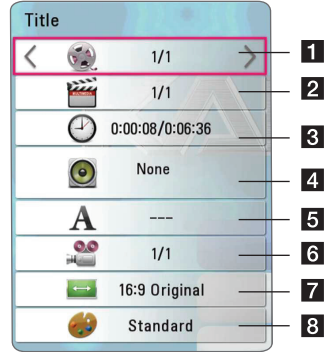 Title
1/1 1
1/1 2
0:00:08/0:06:36 3
None 4
A --- 5
1/1 6
16:9 Original 7
Standard 8